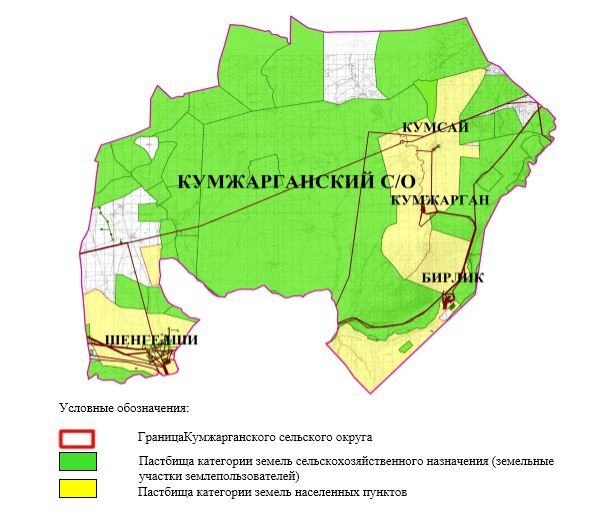 КУМСАЙ
КУМЖАРГАНСКИЙ С/О
КУМЖАРГАН
БИРЛИК
ШЕНГЕЛШИ
Условные обозначения:
ГраницаКумжарганского сельского округа
Пастбища категории земель сельскохозяйственного назначения (земельные
участки землепользователей)
Пастбища категории земель населенных пунктов